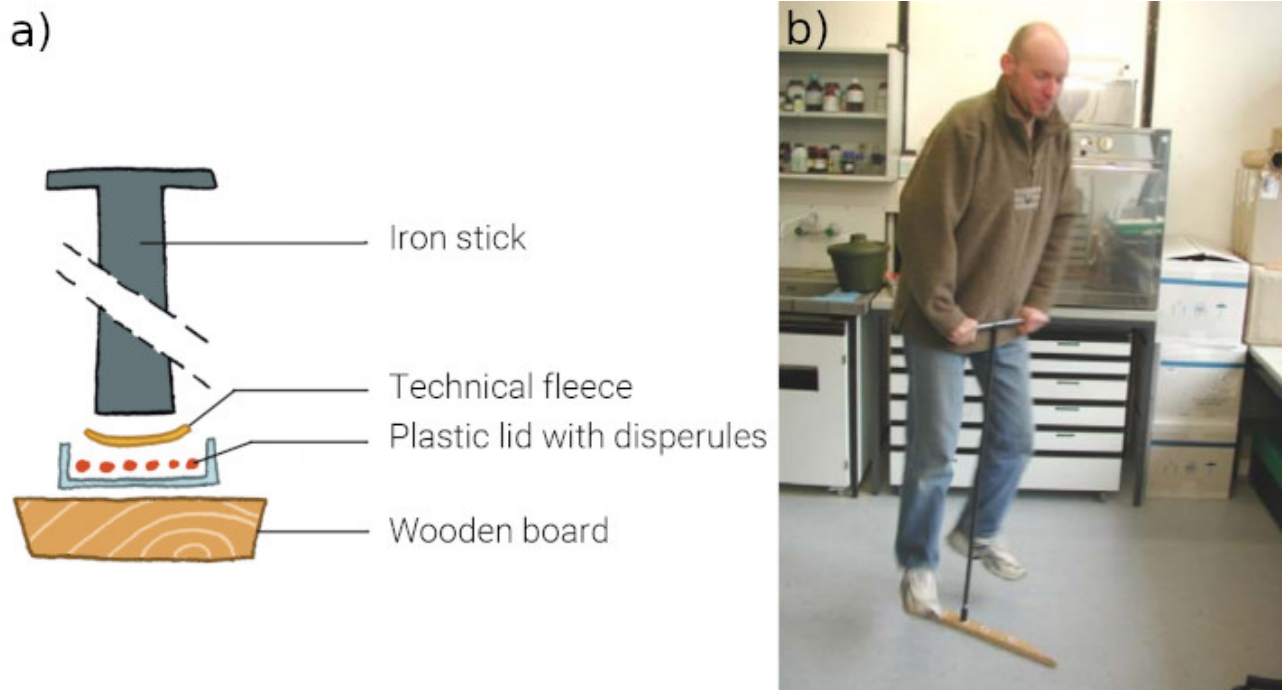 a)
Iron stick
Technical fleece
Plastic lid with disperules
Wooden board
b)